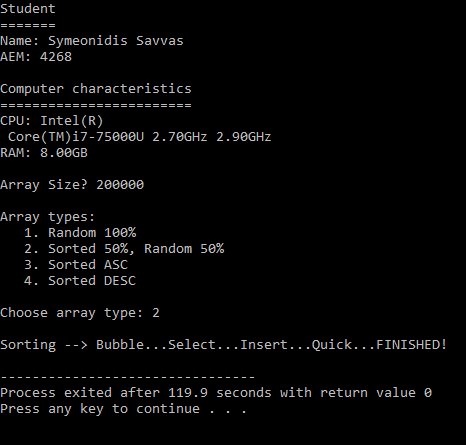 Student
=======
Name: Symeonidis Savvas
AEM: 4268
Computer characteristics
========================
CPU: Intel(R)
Core(TM)i7-75000U 2.70GHz 2.90GHz
RAM: 8.00GB
Array Size? 200000
Array types:
1. Random 100%
2. Sorted 50%, Random 50%
3. Sorted ASC
4. Sorted DESC
Choose array type: 2
Sorting --> Bubble...Select...Insert...Quick...FINISHED!
--------------------------------
Process exited after 119.9 seconds with return value 0
Press any key to continue . . .